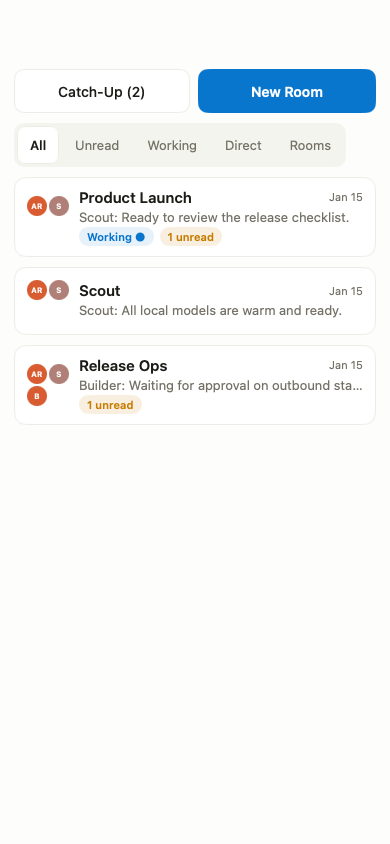 Catch-Up (2)
New Room
All
Unread
Working
Direct
Rooms
AR
S
Product Launch
Jan 15
Scout: Ready to review the release checklist.
Working
1 unread
AR
S
Scout
Jan 15
Scout: All local models are warm and ready.
AR
S
B
Release Ops
Jan 15
Builder: Waiting for approval on outbound sta...
1 unread